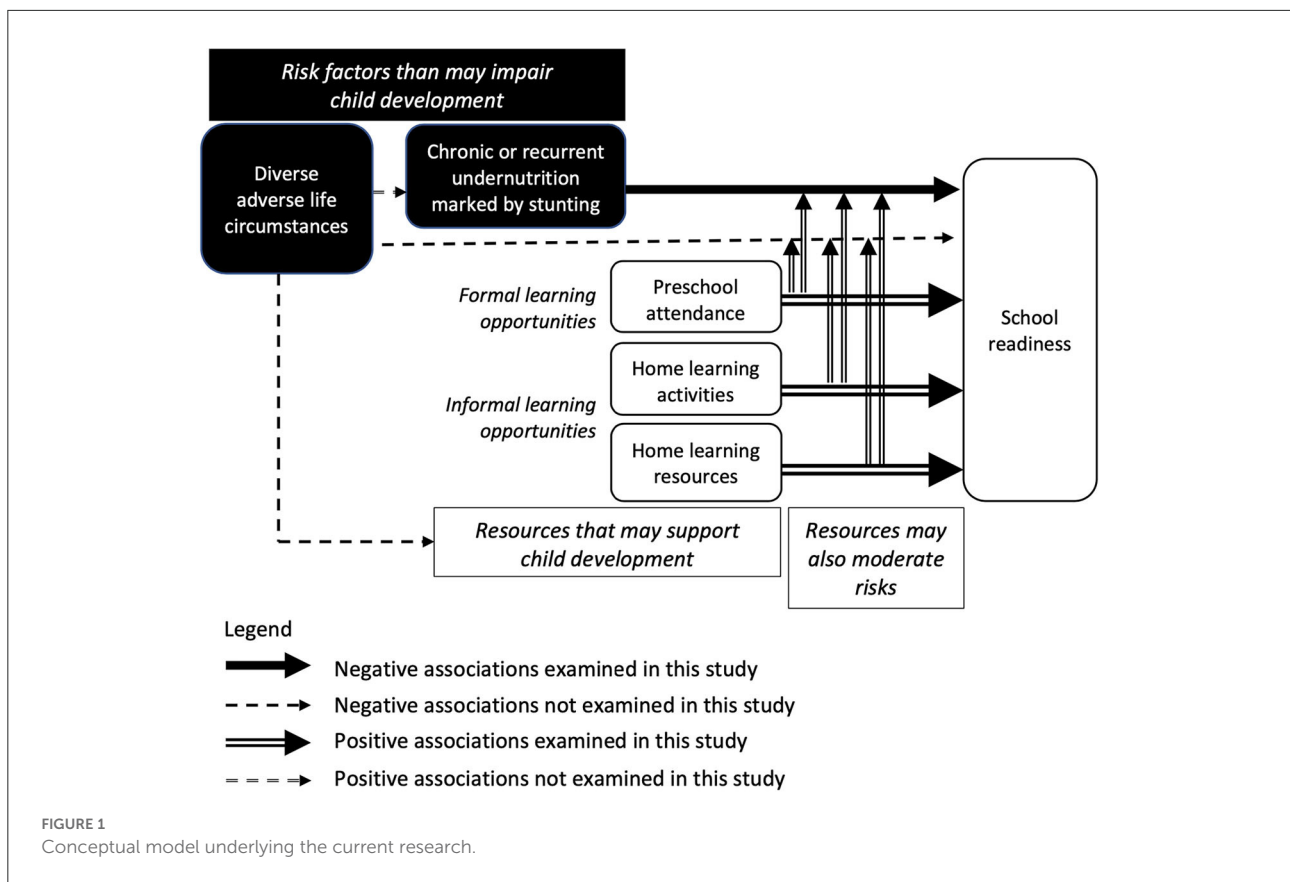 Risk factors than may impair
child development
Diverse
adverse life
circumstances
Chronic or recurrent
undernutrition
marked by stunting
Formal learning
opportunities
Preschool
attendance
Home learning
activities
Informal learning
opportunities
Home learning
resources
School
readiness
Resources that may support
child development
Resources may
also moderate
risks
Legend
Negative associations examined in this study
Negative associations not examined in this study
Positive associations examined in this study
Positive associations not examined in this study
FIGURE 1
Conceptual model underlying the current research.